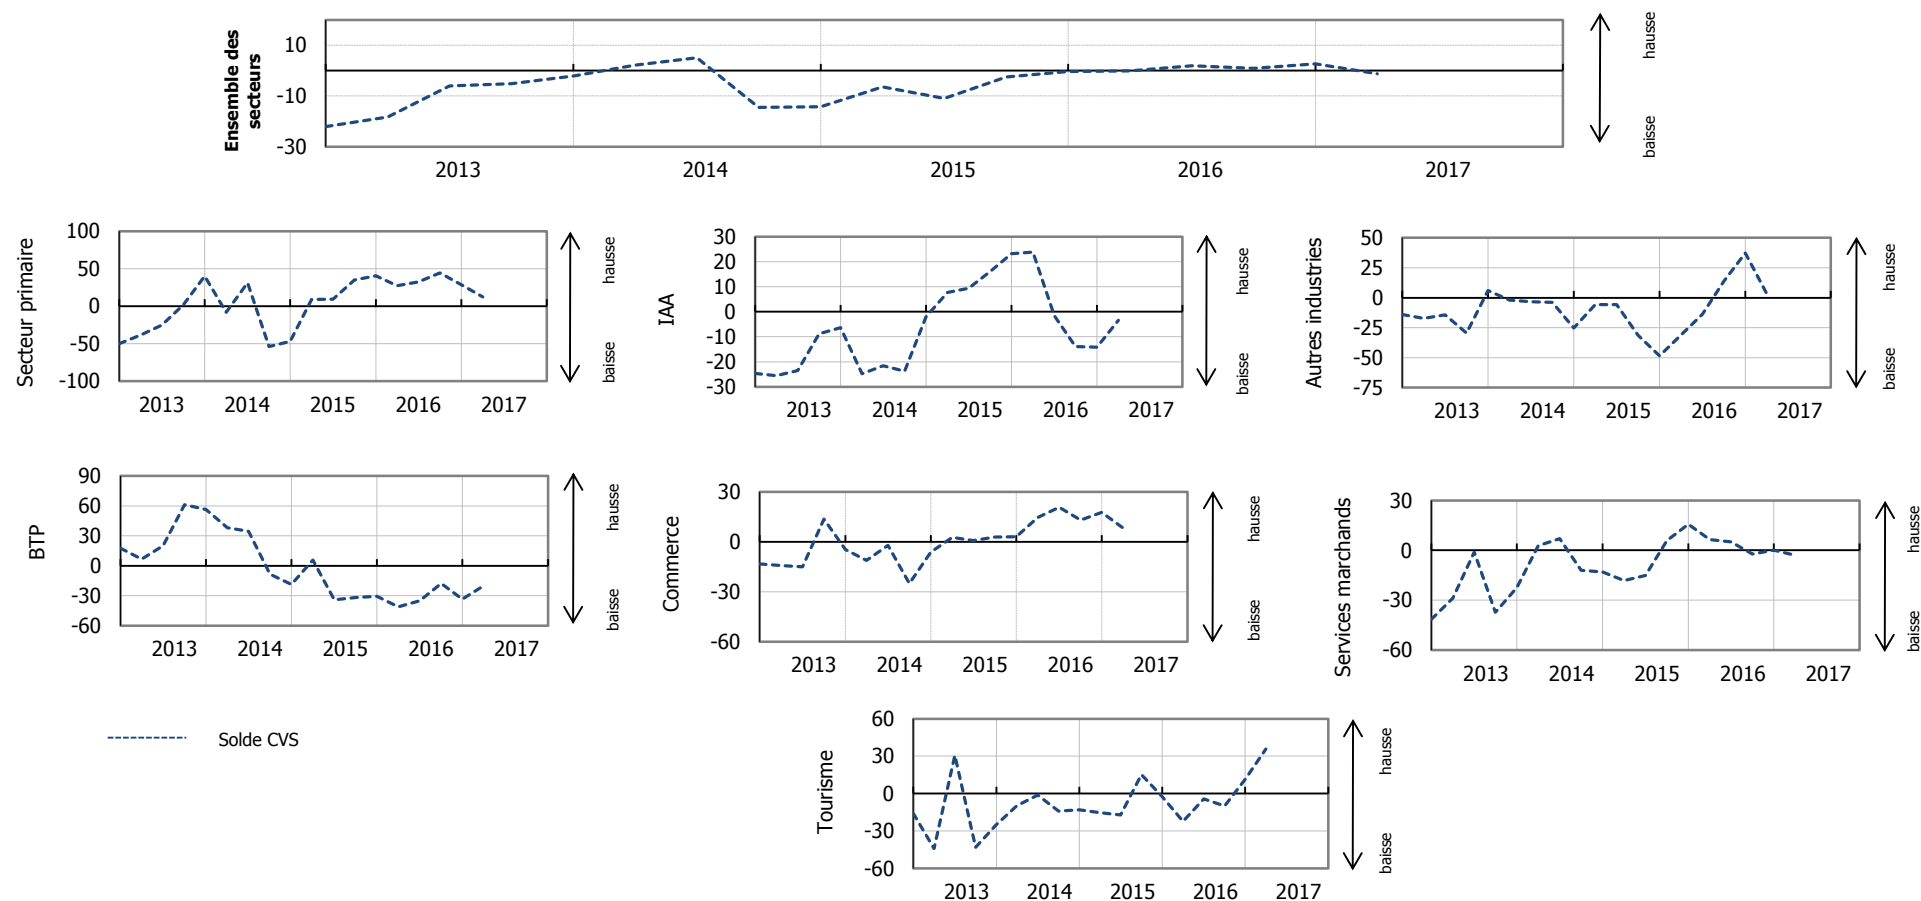 Ensemble des
secteurs
10
-10
-30
2013 2014 2015 2016 2017
hausse
baisse
Secteur primaire
100
50
0
-50
-100
2013 2014 2015 2016 2017
hausse
baisse
IAA
30
20
10
0
-10
-20
-30
2013 2014 2015 2016 2017
hausse
baisse
Autres industries
50
25
0
-25
-50
-75
2013 2014 2015 2016 2017
hausse
baisse
BTP
90
60
30
0
-30
-60
2013 2014 2015 2016 2017
hausse
baisse
Commerce
30
0
-30
-60
2013 2014 2015 2016 2017
hausse
baisse
Services marchands
30
0
-30
-60
2013 2014 2015 2016 2017
hausse
baisse
Solde CVS
Tourisme
60
30
0
-30
-60
2013 2014 2015 2016 2017
hausse
baisse